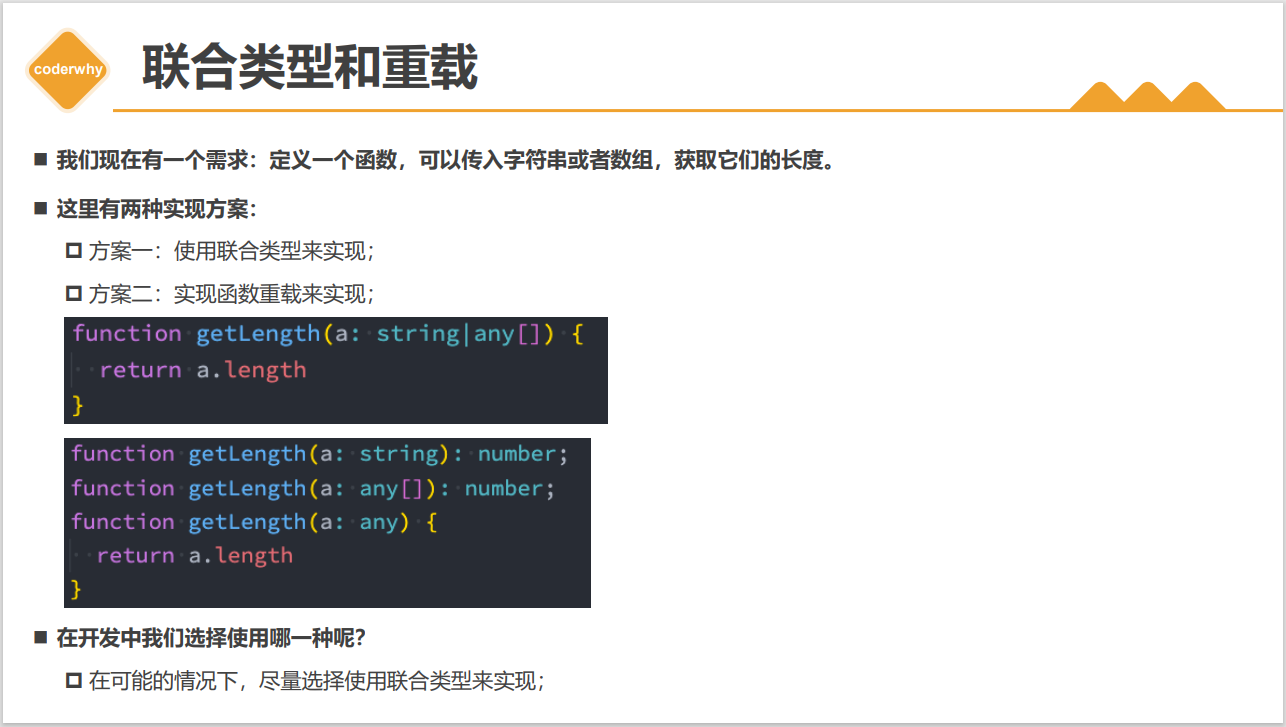 coderwhy
联合类型和重载
我们现在有一个需求：定义一个函数，可以传入字符串或者数组，获取它们的长度。
这里有两种实现方案：
方案一：使用联合类型来实现；
方案二：实现函数重载来实现；
function getLength(a: string|any[]) {
  return a.length
}
function getLength(a: string): number;
function getLength(a: any[]): number;
function getLength(a: any) {
  return a.length
}
在开发中我们选择使用哪一种呢？
在可能的情况下，尽量选择使用联合类型来实现；